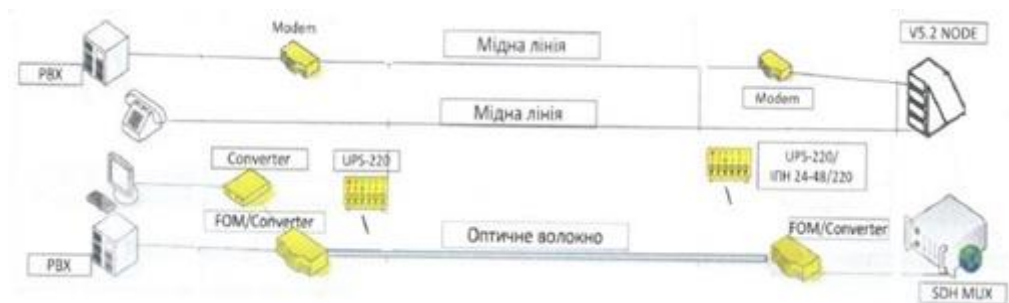 Modem
Мідна лінія
V5.2 NODE
PBX
Modem
Мідна лінія
Converter
UPS-220
UPS-220/
ІПН 24-48/220
FOM/Converter
Оптичне волокно
FOM/Converter
PBX
SDH MUX